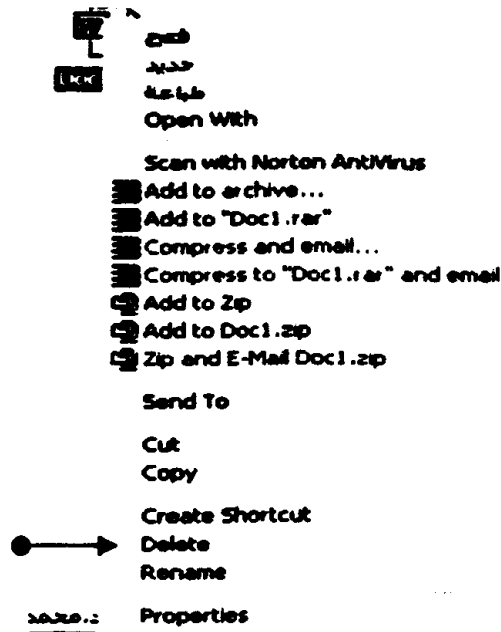 فتح
جديد
طباعة
Open With
Scan with Norton AntiVirus
Add to archive...
Add to "Doc1.rar"
Compress and email...
Compress to "Doc1.rar" and email
Add to Zip
Add to Doc1.zip
Zip and E-Mail Doc1.zip
Send To
Cut
Copy
Create Shortcut
Delete
Rename
Properties